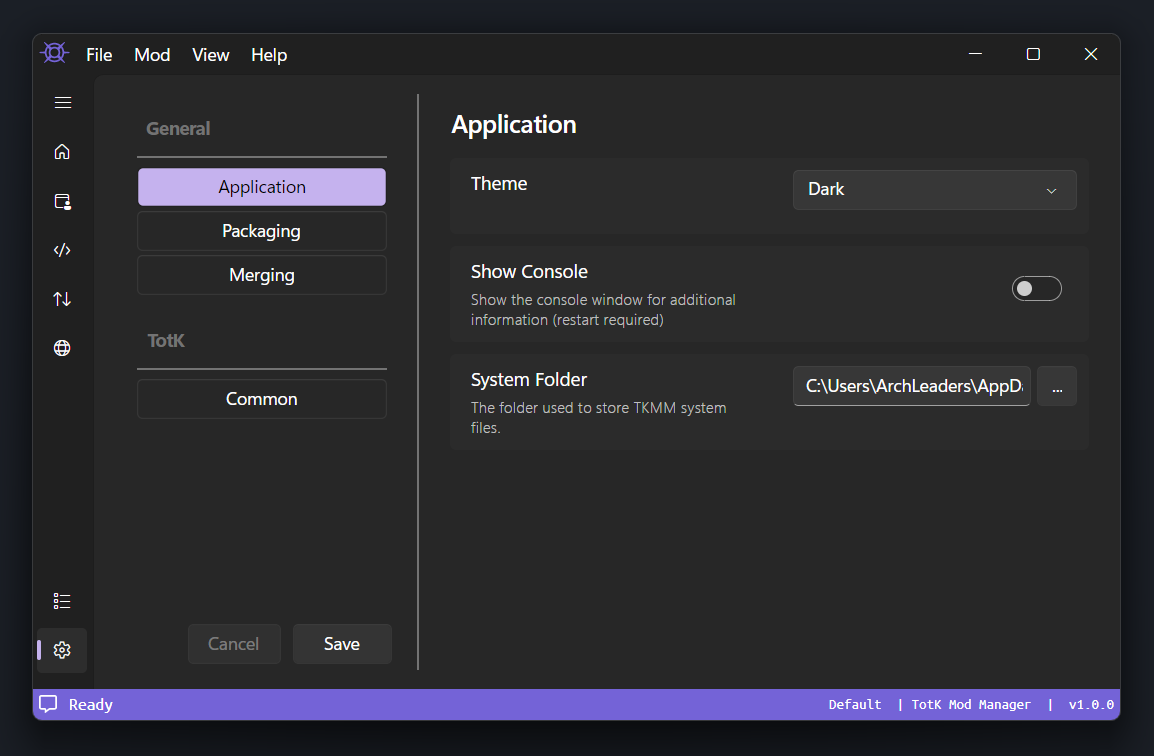 File Mod View Help
General
Application
Packaging
Merging
TotK
Common
Cancel Save
Application
Theme
Dark
Show Console
Show the console window for additional
information (restart required)
System Folder
The folder used to store TKMM system
files.
C:\Users\ArchLeaders\AppDa
...
Ready
Default | TotK Mod Manager | v1.0.0